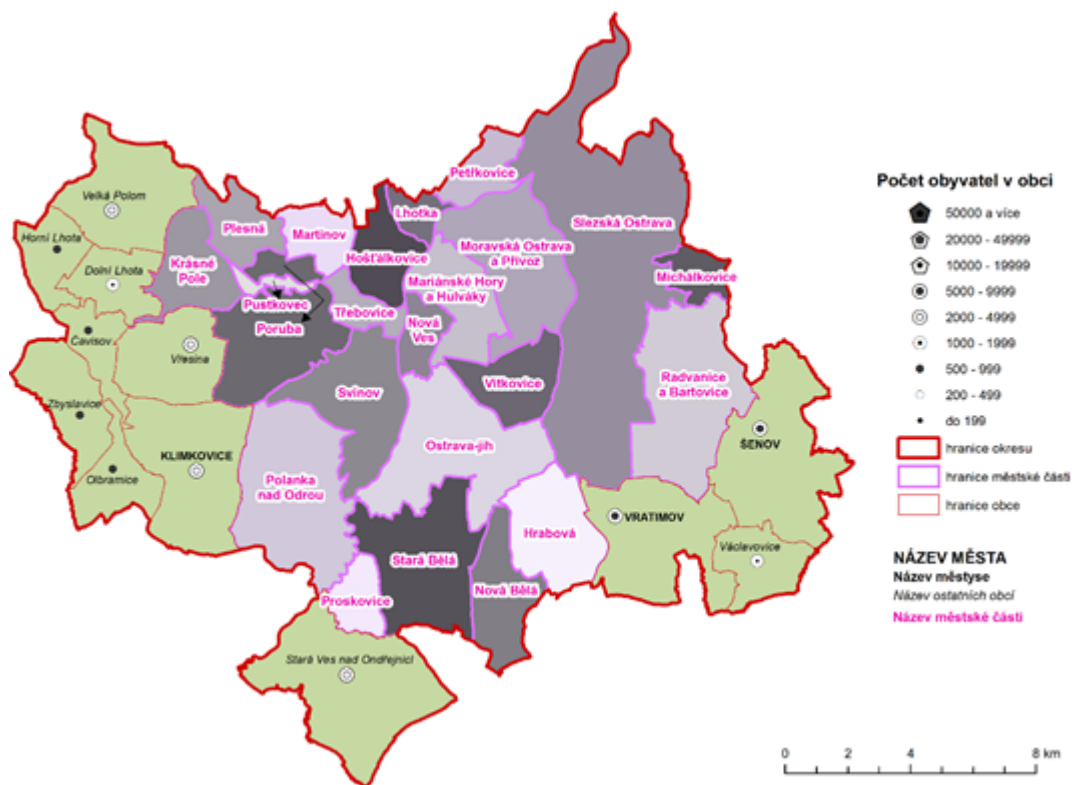 Petřkovice
Velká Polom
Lhotka
Slezská Ostrava
Plesná
Martinov
Horní Lhota
Hošťálkovice
Moravská Ostrava
a Přívoz
Krásné
Pole
Dolní Lhota
Michálkovice
Mariánské Hory
a Hulváky
Pustkovec
Třebovice
Poruba
Nová
Ves
Čavisov
Vřesina
Vítkovice
Radvanice
a Bartovice
Svinov
Zbyslavice
Ostrava-jih
ŠENOV
KLIMKOVICE
Olbramice
Polanka
nad Odrou
VRATIMOV
Hrabová
Václavovice
Stará Bělá
Nová Bělá
Proskovice
Stará Ves nad Ondřejnicí
Počet obyvatel v obci
50000 a více
20000 - 49999
10000 - 19999
5000 - 9999
2000 - 4999
1000 - 1999
500 - 999
200 - 499
do 199
hranice okresu
hranice městské části
hranice obce
NÁZEV MĚSTA
Název městyse
Název ostatních obcí
Název městské části
0 2 4 8 km